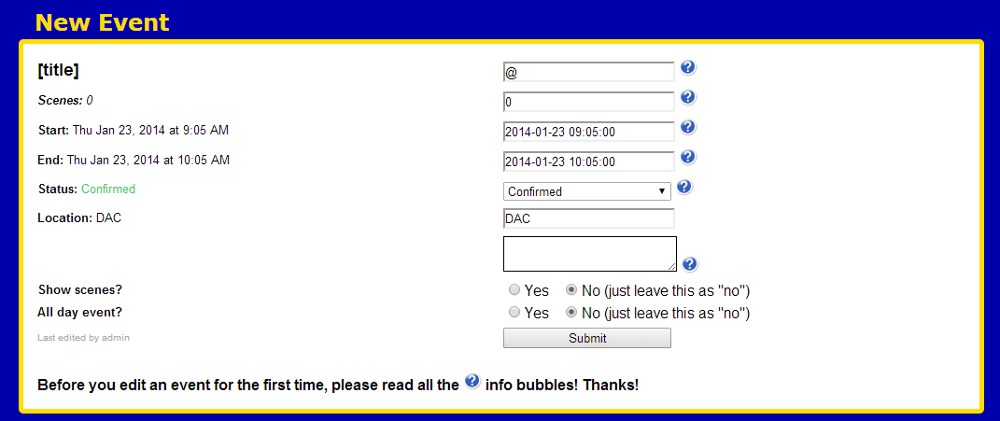 New Event
[title] @ ?
Scenes: 0 0 ?
Start: Thu Jan 23, 2014 at 9:05 AM 2014-01-23 09:05:00 ?
End: Thu Jan 23, 2014 at 10:05 AM 2014-01-23 10:05:00 ?
Status: Confirmed Confirmed ?
Location: DAC DAC
?
Show scenes? Yes No (just leave this as "no")
All day event? Yes No (just leave this as "no")
Last edited by admin Submit
Before you edit an event for the first time, please read all the ? info bubbles! Thanks!